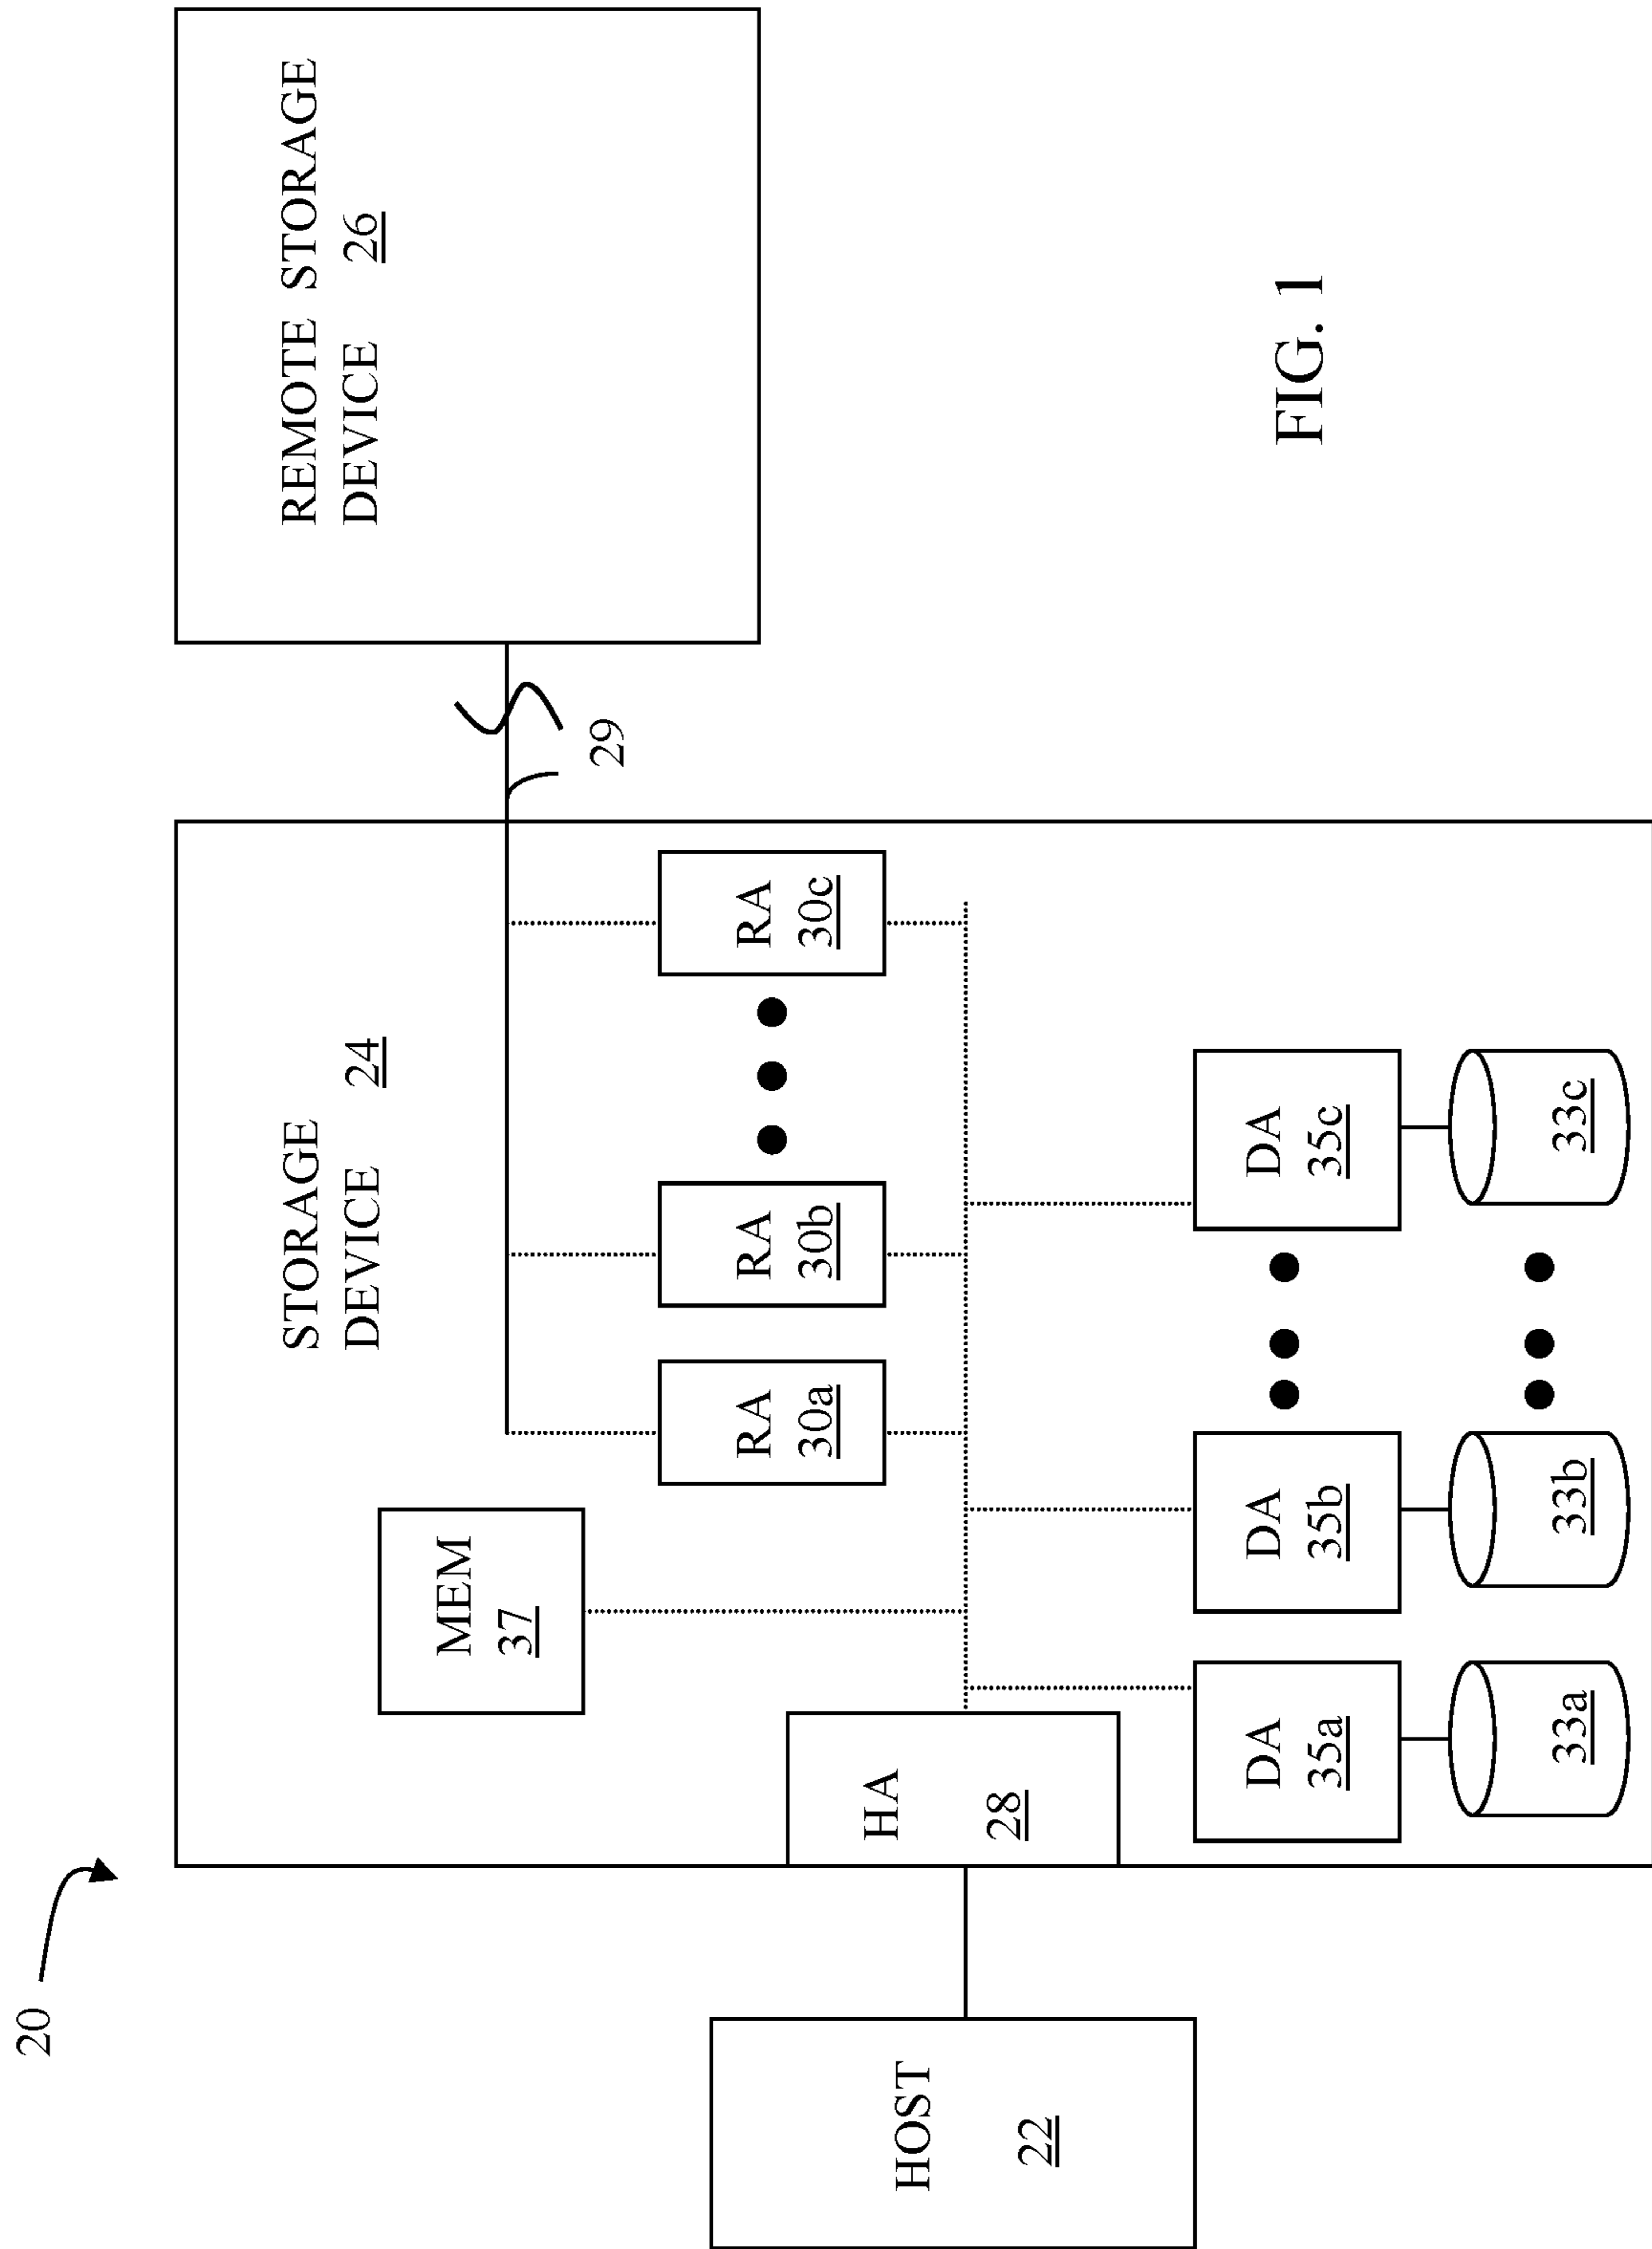 20
HOST
22
STORAGE
DEVICE 24
HA
28
MEM
37
RA
30a
RA
30b
RA
30c
DA
35a
DA
35b
DA
35c
33a
33b
33c
29
REMOTE STORAGE
DEVICE 26
FIG. 1